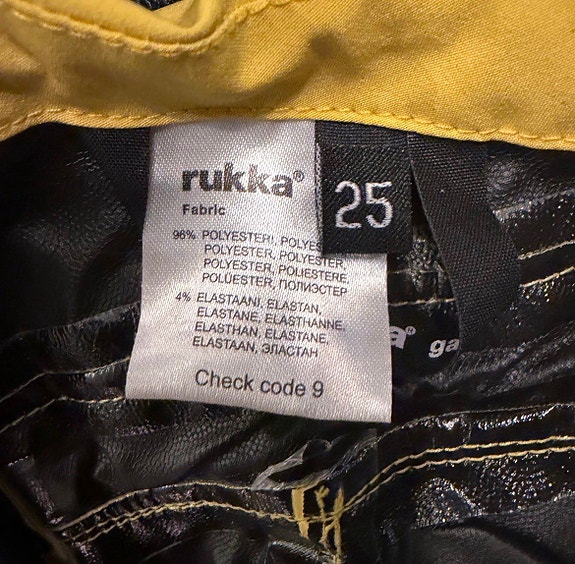 rukka®
25
Fabric
96% POLYESTERI, POLYES
POLYESTER, POLYESTER,
POLYESTER, POLIESTERE,
POLÜESTER, ПОЛИЭСТЕР
4% ELASTAANI, ELASTAN,
ELASTANE, ELASTHANNE,
ELASTHAN, ELASTANE,
ELASTAAN, ЭЛАСТАН
a® ga
Check code 9